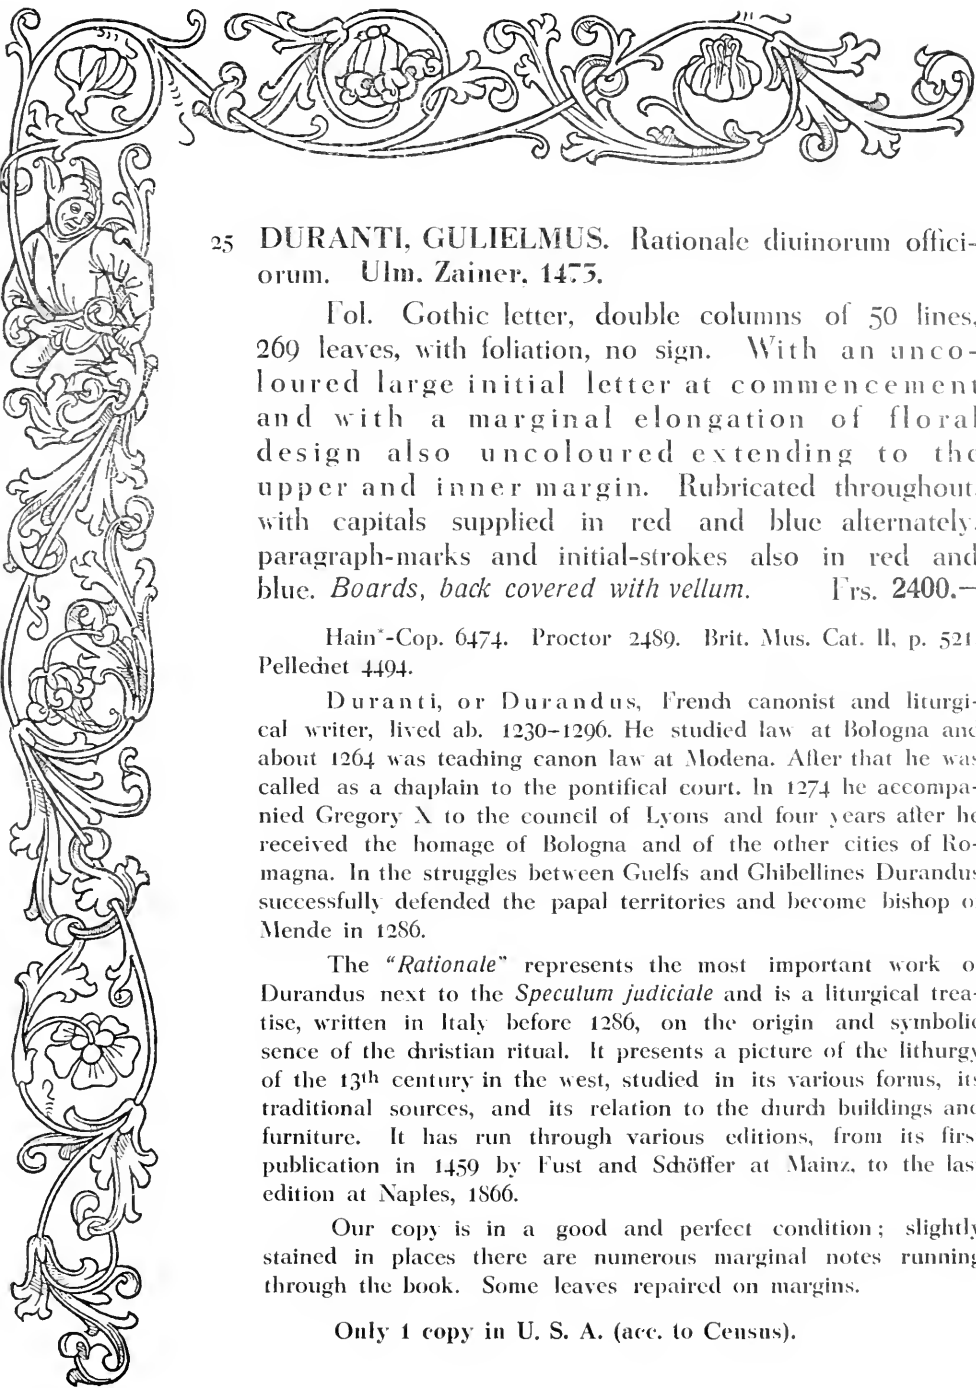 25 DURANTI, GULIELMUS. Rationale diuinorum offici-
orum. Ulm. Zainer, 1473.
Fol. Gothic letter, double columns of 50 lines,
269 leaves, with foliation, no sign. With an unco-
loured large initial letter at commencement
and with a marginal elongation of floral
design also uncoloured extending to the
upper and inner margin. Rubricated throughout,
with capitals supplied in red and blue alternately,
paragraph-marks and initial-strokes also in red and
blue. Boards, back covered with vellum. Frs. 2400.—
Hain*-Cop. 6474. Proctor 2489. Brit. Mus. Cat. II, p. 521
Pellechet 4494.
Duranti, or Durandus, French canonist and liturgi-
cal writer, lived ab. 1230–1296. He studied law at Bologna and
about 1264 was teaching canon law at Modena. After that he was
called as a chaplain to the pontifical court. In 1274 he accompa-
nied Gregory X to the council of Lyons and four years after he
received the homage of Bologna and of the other cities of Ro-
magna. In the struggles between Guelfs and Ghibellines Durandus
successfully defended the papal territories and become bishop o
Mende in 1286.
The “Rationale” represents the most important work o
Durandus next to the Speculum judiciale and is a liturgical trea-
tise, written in Italy before 1286, on the origin and symbolic
sence of the christian ritual. It presents a picture of the lithurgy
of the 13th century in the west, studied in its various forms, its
traditional sources, and its relation to the church buildings and
furniture. It has run through various editions, from its firs
publication in 1459 by Fust and Schöffer at Mainz, to the las
edition at Naples, 1866.
Our copy is in a good and perfect condition; slightly
stained in places there are numerous marginal notes running
through the book. Some leaves repaired on margins.
Only 1 copy in U. S. A. (acc. to Census).